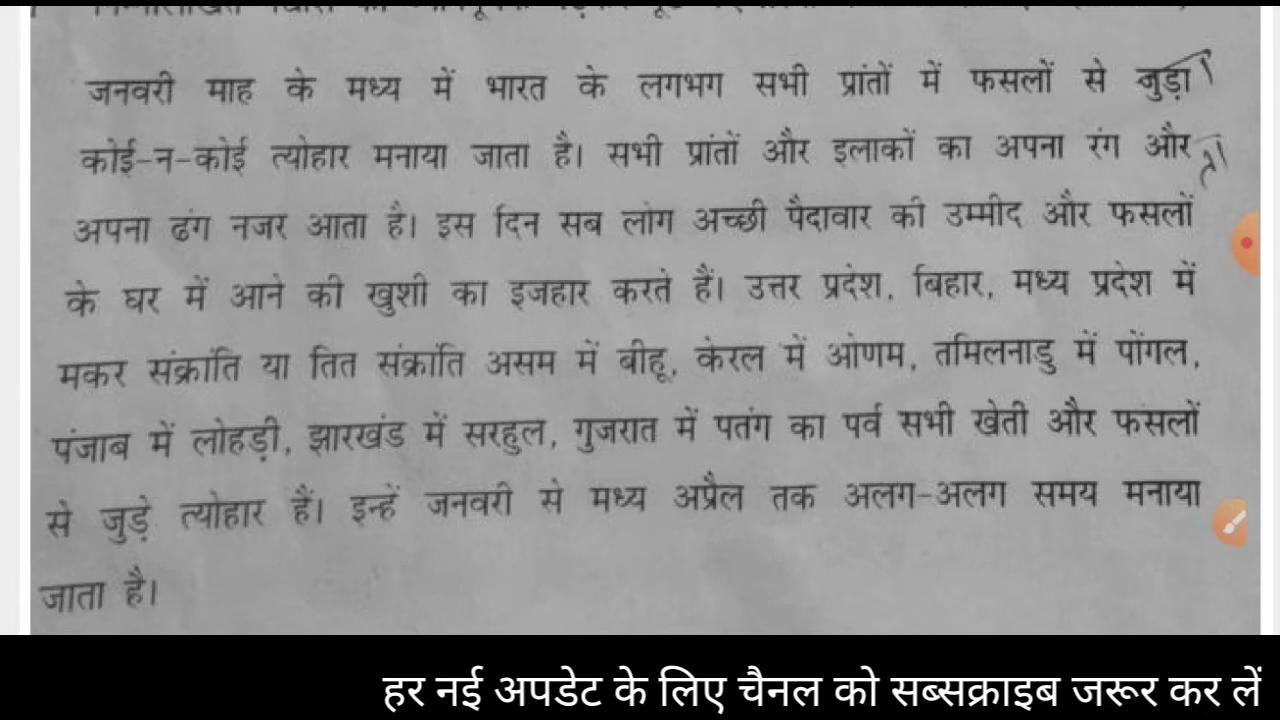 जनवरी माह के मध्य में भारत के लगभग सभी प्रांतों में फसलों से जुड़ा
कोई-न-कोई त्योहार मनाया जाता है। सभी प्रांतों और इलाकों का अपना रंग और
अपना ढंग नजर आता है। इस दिन सब लोग अच्छी पैदावार की उम्मीद और फसलों
के घर में आने की खुशी का इजहार करते हैं। उत्तर प्रदेश, बिहार, मध्य प्रदेश में
मकर संक्रांति या तित संक्रांति असम में बीहू, केरल में ओणम, तमिलनाडु में पोंगल,
पंजाब में लोहड़ी, झारखंड में सरहुल, गुजरात में पतंग का पर्व सभी खेती और फसलों
से जुड़े त्योहार हैं। इन्हें जनवरी से मध्य अप्रैल तक अलग-अलग समय मनाया
जाता है।
हर नई अपडेट के लिए चैनल को सब्सक्राइब जरूर कर लें